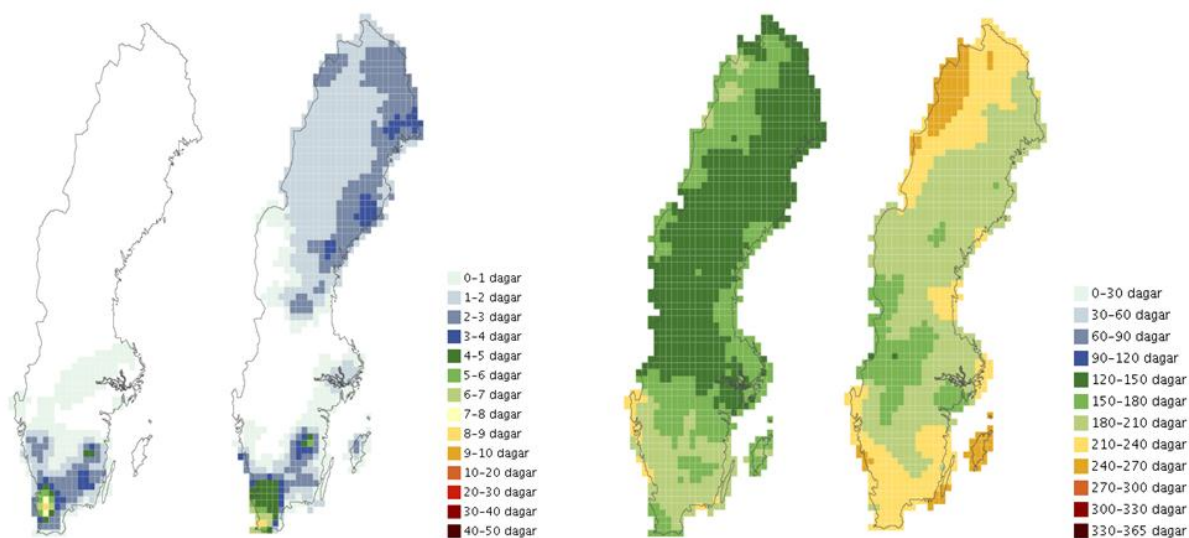 0–1 dagar
1–2 dagar
2–3 dagar
3–4 dagar
4–5 dagar
5–6 dagar
6–7 dagar
7–8 dagar
8–9 dagar
9–10 dagar
10–20 dagar
20–30 dagar
30–40 dagar
40–50 dagar
0–30 dagar
30–60 dagar
60–90 dagar
90–120 dagar
120–150 dagar
150–180 dagar
180–210 dagar
210–240 dagar
240–270 dagar
270–300 dagar
300–330 dagar
330–365 dagar